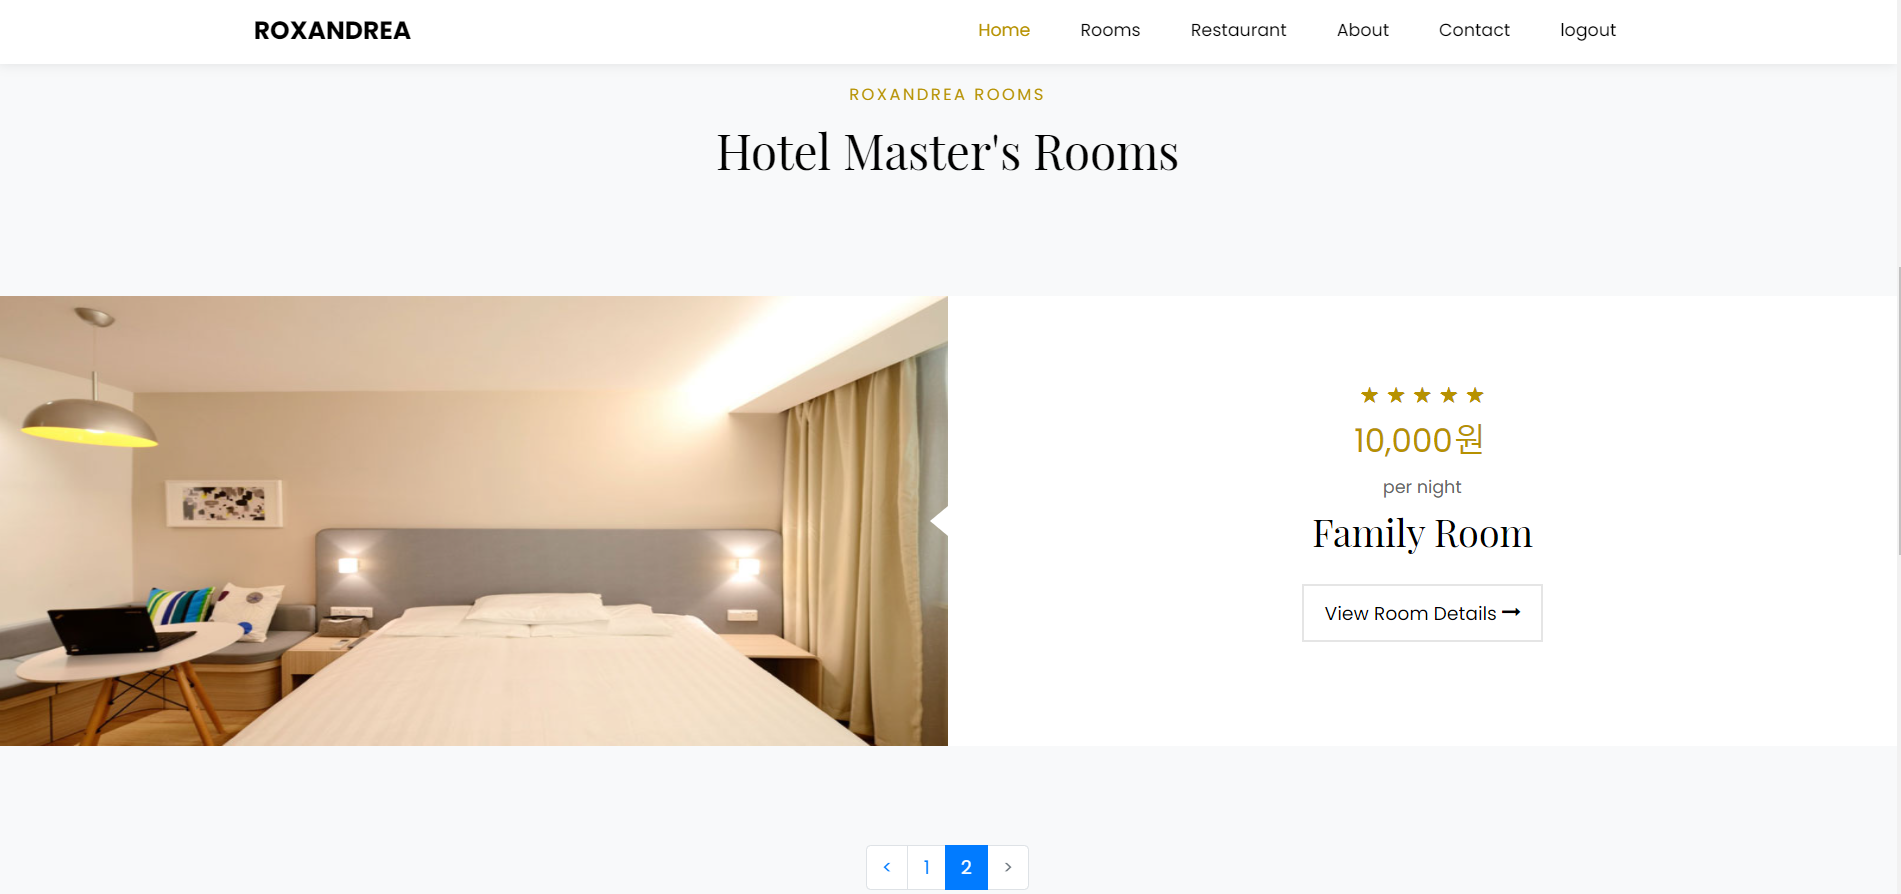 ROXANDREA
Home Rooms Restaurant About Contact logout
ROXANDREA ROOMS
Hotel Master's Rooms
★ ★ ★ ★ ★
10,000원
per night
Family Room
View Room Details →
< 1 2 >